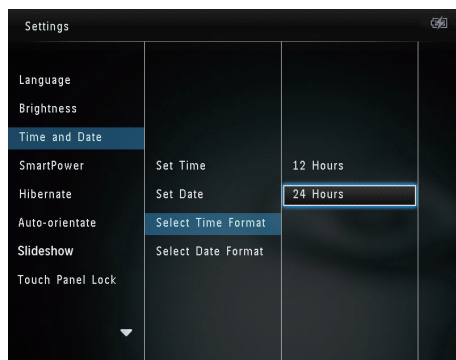 Settings
Language
Brightness
Time and Date
SmartPower
Hibernate
Auto-orientate
Slideshow
Touch Panel Lock
Set Time
Set Date
Select Time Format
Select Date Format
12 Hours
24 Hours